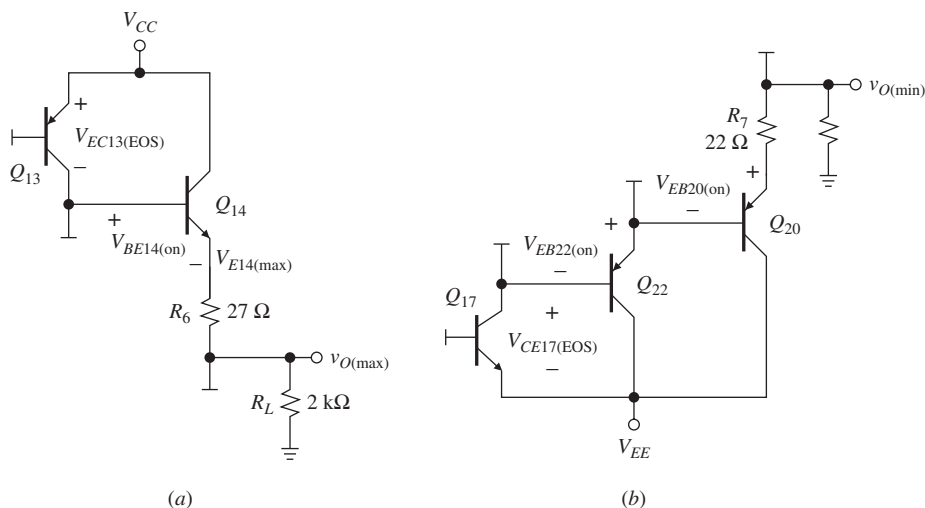 V_CC
+
V_EC13(EOS)
Q_13
−
Q_14
+
V_BE14(on)
−
V_E14(max)
R_6 27 Ω
v_O(max)
R_L 2 kΩ
(a)
v_O(min)
R_7
22 Ω
V_EB20(on)
+
−
Q_20
+
V_EB22(on)
−
Q_22
Q_17
+
V_CE17(EOS)
−
V_EE
(b)